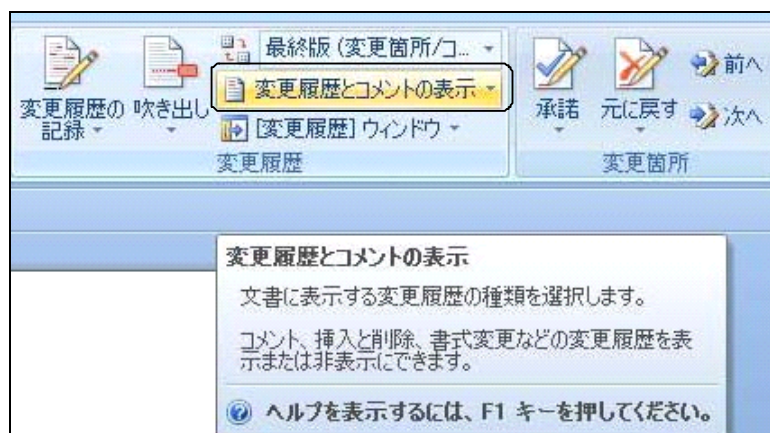 変更履歴の
記録
吹き出し
最終版 (変更箇所/コ...
変更履歴とコメントの表示
[変更履歴] ウィンドウ
変更履歴
承諾
元に戻す
前へ
次へ
変更箇所
変更履歴とコメントの表示
文書に表示する変更履歴の種類を選択します。
コメント、挿入と削除、書式変更などの変更履歴を表
示または非表示にできます。
ヘルプを表示するには、F1 キーを押してください。